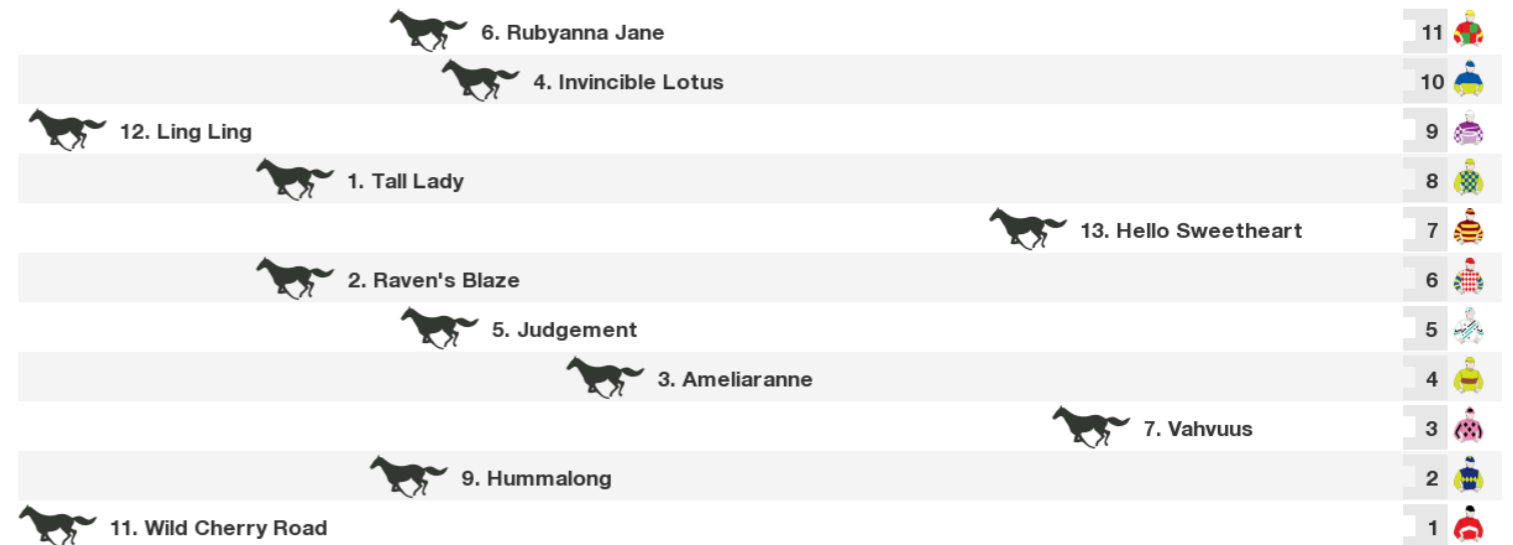 6. Rubyanna Jane 11
4. Invincible Lotus 10
12. Ling Ling 9
1. Tall Lady 8
13. Hello Sweetheart 7
2. Raven's Blaze 6
5. Judgement 5
3. Ameliaranne 4
7. Vahvuus 3
9. Hummalong 2
11. Wild Cherry Road 1